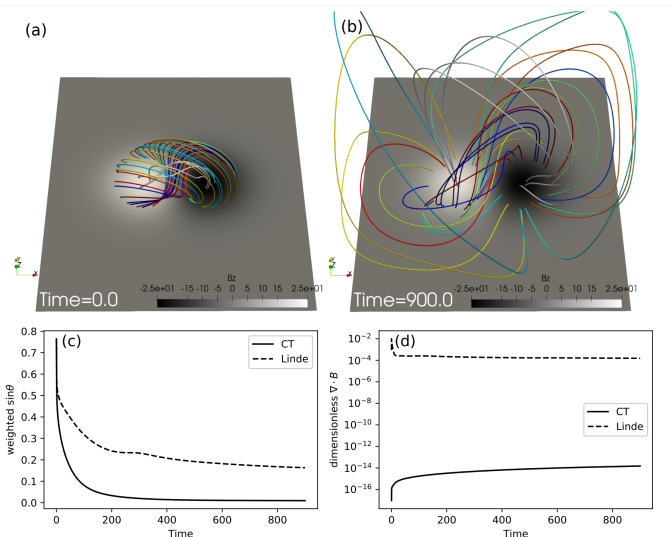 (a)
(b)
Time=0.0
Bz
-2.5e+01 -15 -10 -5 0 5 10 15 2.5e+01
Time=900.0
Bz
-2.5e+01 -15 -10 -5 0 5 10 15 2.5e+01
(c)
CT
Linde
weighted sinθ
0.8
0.7
0.6
0.5
0.4
0.3
0.2
0.1
0.0
0 200 400 600 800
Time
(d)
CT
Linde
dimensionless ∇ · B
10⁻²
10⁻⁴
10⁻⁶
10⁻⁸
10⁻¹⁰
10⁻¹²
10⁻¹⁴
10⁻¹⁶
0 200 400 600 800
Time